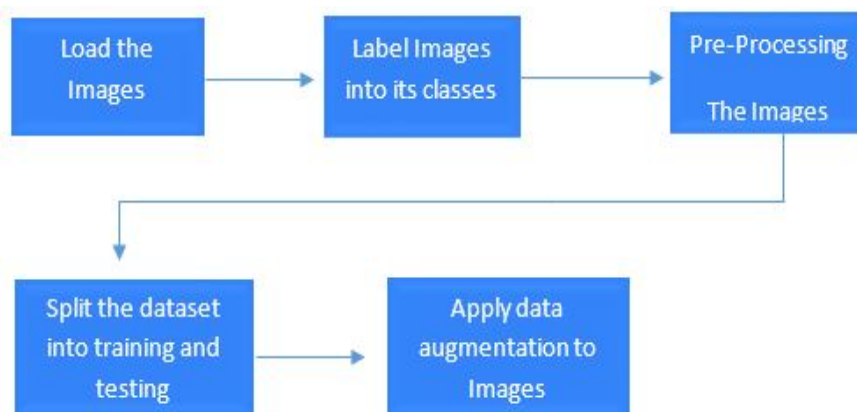 Load the
Images
Label Images
into its classes
Pre-Processing
The Images
Split the dataset
into training and
testing
Apply data
augmentation to
Images